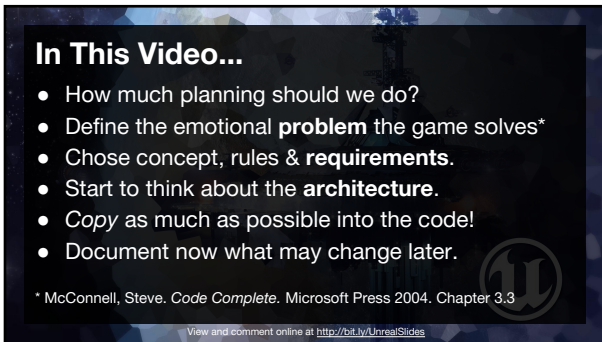 In This Video...
● How much planning should we do?
● Define the emotional problem the game solves*
● Chose concept, rules & requirements.
● Start to think about the architecture.
● Copy as much as possible into the code!
● Document now what may change later.
* McConnell, Steve. Code Complete. Microsoft Press 2004. Chapter 3.3
View and comment online at http://bit.ly/UnrealSlides